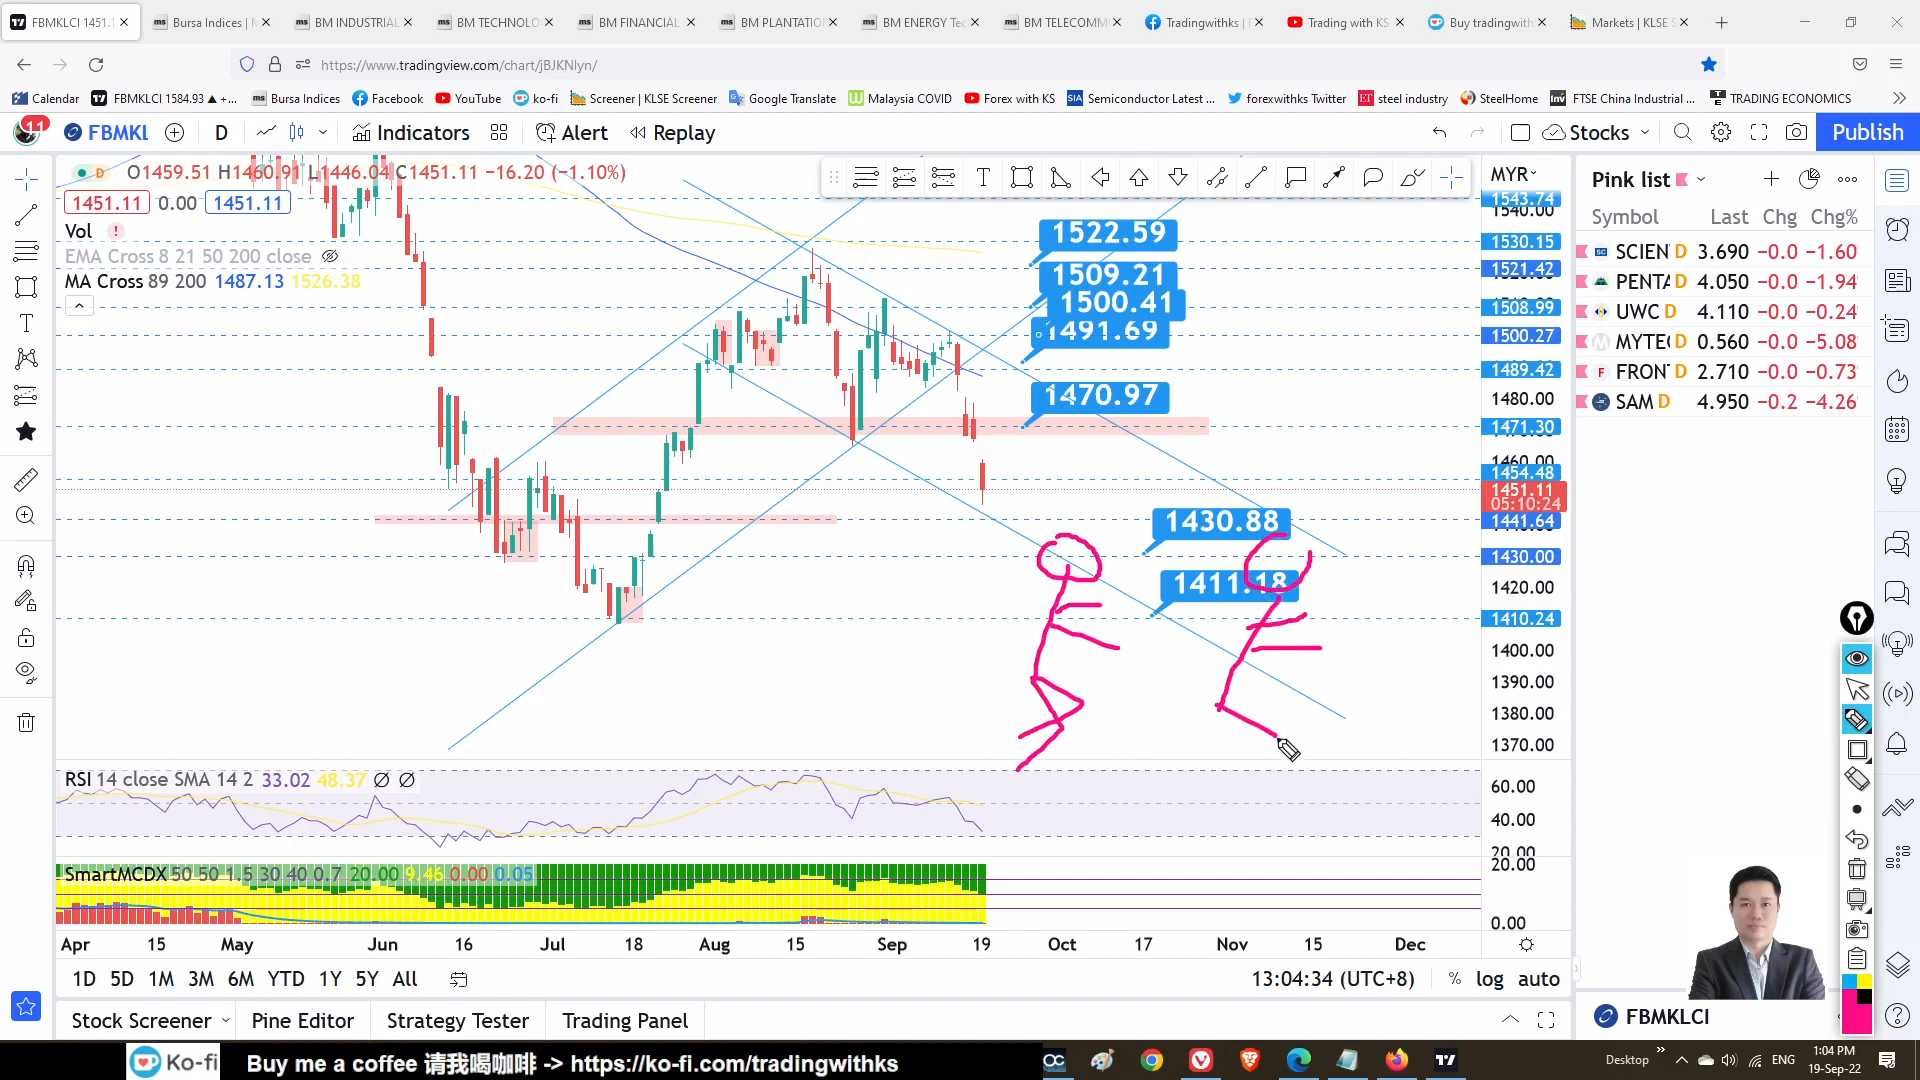 FBMKLCI 1451.1
Bursa Indices | M
BM INDUSTRIAL
BM TECHNOLO
BM FINANCIAL
BM PLANTATION
BM ENERGY Te
BM TELECOMM
Tradingwithks | F
Trading with KS
Buy tradingwith
Markets | KLSE S
https://www.tradingview.com/chart/jBJKNlyn/
Calendar
FBMKLCI 1584.93 ▲ +...
Bursa Indices
Facebook
YouTube
ko-fi
Screener | KLSE Screener
Google Translate
Malaysia COVID
Forex with KS
Semiconductor Latest ...
forexwithks Twitter
steel industry
SteelHome
FTSE China Industrial ...
TRADING ECONOMICS
11
FBMKL
D
Indicators
Alert
Replay
Stocks
Publish
D O1459.51 H1460.91 L1446.04 C1451.11 −16.20 (−1.10%)
1451.11 0.00 1451.11
Vol
EMA Cross 8 21 50 200 close
MA Cross 89 200 1487.13 1526.38
1522.59
1509.21
1500.41
1491.69
1470.97
1430.88
1411.18
MYR
1543.74
1540.00
1530.15
1521.42
1508.99
1500.27
1489.42
1480.00
1471.30
1460.00
1454.48
1451.11
05:10:24
1441.64
1430.00
1420.00
1410.24
1400.00
1390.00
1380.00
1370.00
RSI 14 close SMA 14 2 33.02 48.37
60.00
40.00
20.00
SmartMCDX 50 50 1.5 30 40 0.7 20.00 9.46 0.00 0.05
20.00
0.00
Apr 15 May Jun 16 Jul 18 Aug 15 Sep 19 Oct 17 Nov 15 Dec
1D 5D 1M 3M 6M YTD 1Y 5Y All
13:04:34 (UTC+8)
% log auto
Stock Screener
Pine Editor
Strategy Tester
Trading Panel
Pink list
Symbol Last Chg Chg%
SCIEN D 3.690 −0.0 −1.60
PENTA D 4.050 −0.0 −1.94
UWC D 4.110 −0.0 −0.24
MYTE D 0.560 −0.0 −5.08
FRON D 2.710 −0.0 −0.73
SAM D 4.950 −0.2 −4.26
FBMKLCI
Ko-fi
Buy me a coffee 请我喝咖啡 -> https://ko-fi.com/tradingwithks
Desktop
ENG
1:04 PM
19-Sep-22